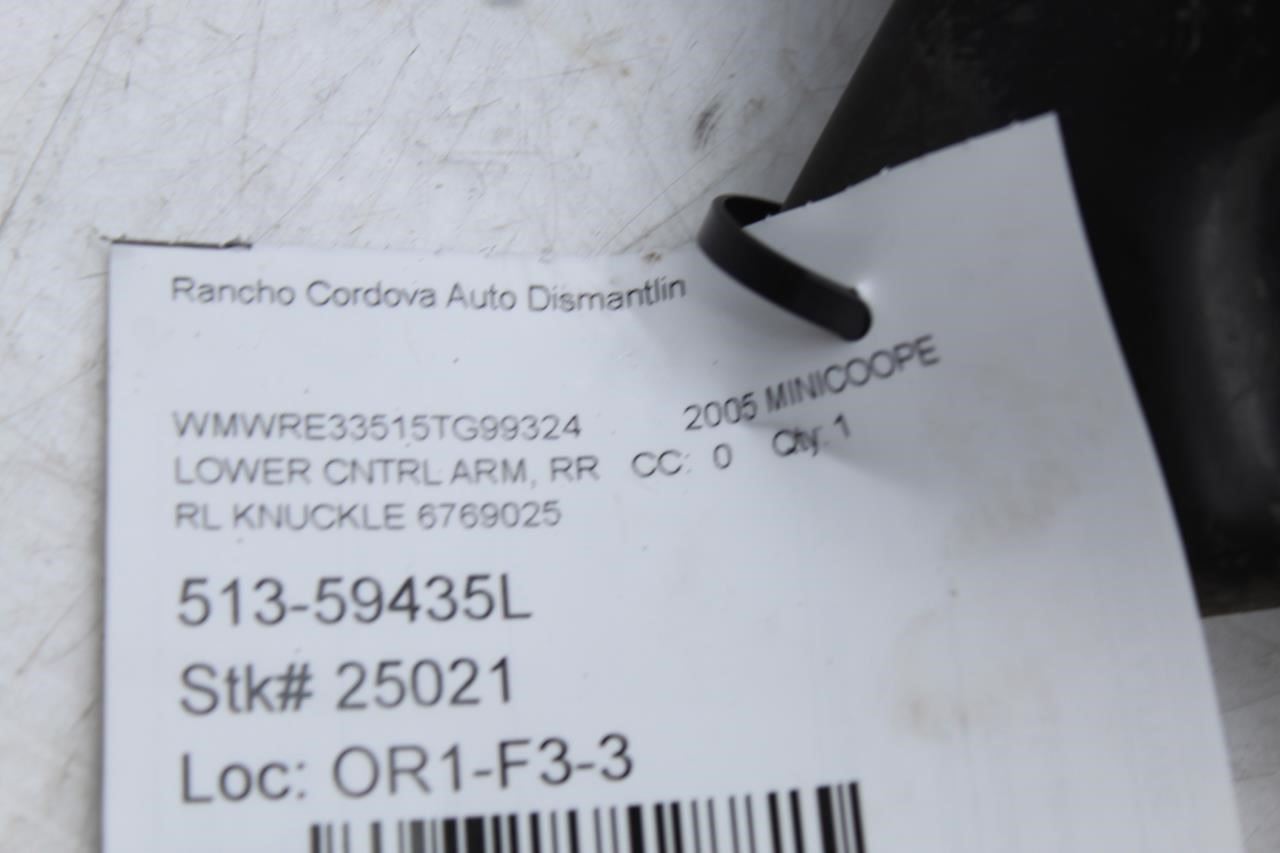 Rancho Cordova Auto Dismantlin
WMWRE33515TG99324 2005 MINICOOPE
LOWER CNTRL ARM, RR CC: 0 Qty: 1
RL KNUCKLE 6769025
513-59435L
Stk# 25021
Loc: OR1-F3-3